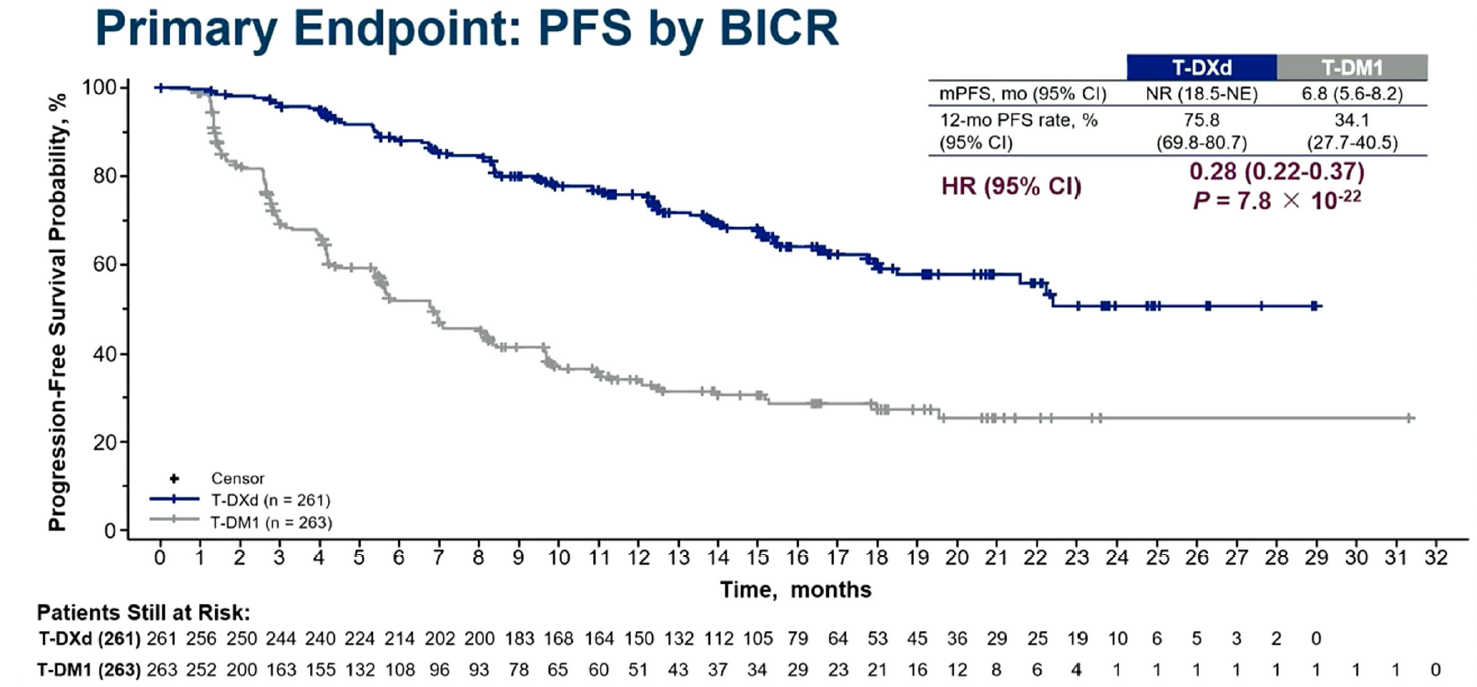 Primary Endpoint: PFS by BICR
T-DXd T-DM1
mPFS, mo (95% CI) NR (18.5-NE) 6.8 (5.6-8.2)
12-mo PFS rate, % 75.8 34.1
(95% CI) (69.8-80.7) (27.7-40.5)
HR (95% CI) 0.28 (0.22-0.37)
P = 7.8 × 10-22
Progression-Free Survival Probability, %
100
80
60
40
20
0
Censor
T-DXd (n = 261)
T-DM1 (n = 263)
0 1 2 3 4 5 6 7 8 9 10 11 12 13 14 15 16 17 18 19 20 21 22 23 24 25 26 27 28 29 30 31 32
Time, months
Patients Still at Risk:
T-DXd (261) 261 256 250 244 240 224 214 202 200 183 168 164 150 132 112 105 79 64 53 45 36 29 25 19 10 6 5 3 2 0
T-DM1 (263) 263 252 200 163 155 132 108 96 93 78 65 60 51 43 37 34 29 23 21 16 12 8 6 4 1 1 1 1 1 1 1 1 0